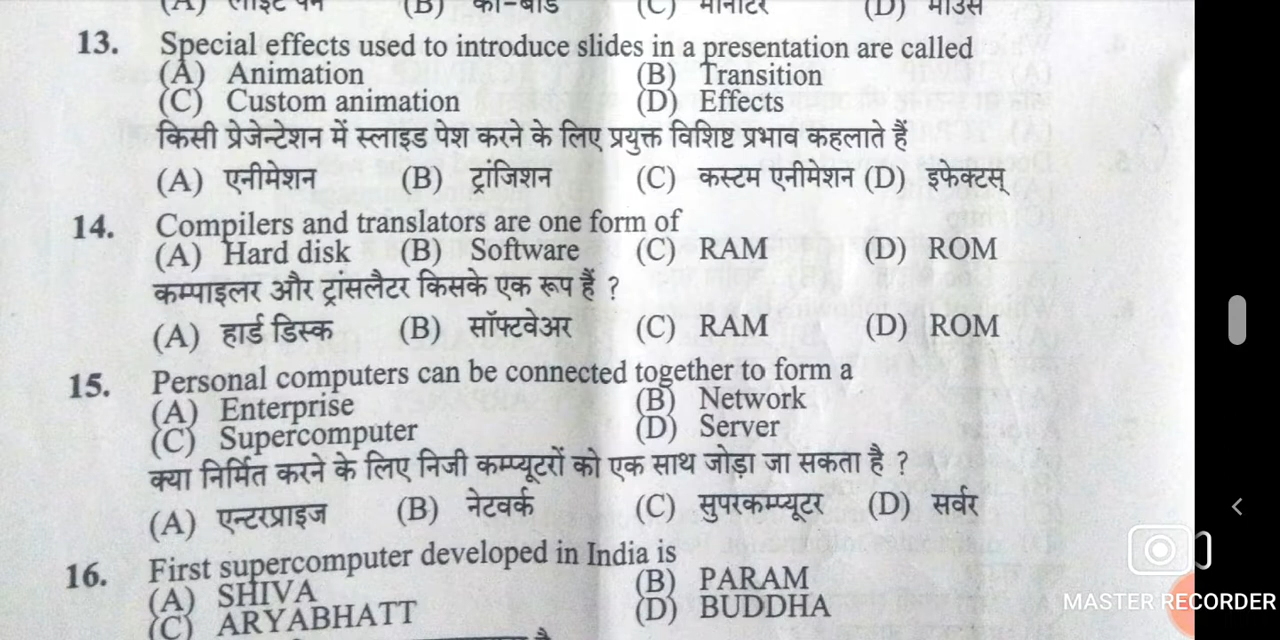 (A) लाइट पेन (B) की-बोर्ड (C) मॉनीटर (D) माउस
13. Special effects used to introduce slides in a presentation are called
(A) Animation (B) Transition
(C) Custom animation (D) Effects
किसी प्रेजेन्टेशन में स्लाइड पेश करने के लिए प्रयुक्त विशिष्ट प्रभाव कहलाते हैं
(A) एनीमेशन (B) ट्रांजिशन (C) कस्टम एनीमेशन (D) इफेक्टस्
14. Compilers and translators are one form of
(A) Hard disk (B) Software (C) RAM (D) ROM
कम्पाइलर और ट्रांसलैटर किसके एक रूप हैं ?
(A) हार्ड डिस्क (B) सॉफ्टवेअर (C) RAM (D) ROM
15. Personal computers can be connected together to form a
(A) Enterprise (B) Network
(C) Supercomputer (D) Server
क्या निर्मित करने के लिए निजी कम्प्यूटरों को एक साथ जोड़ा जा सकता है ?
(A) एन्टरप्राइज (B) नेटवर्क (C) सुपरकम्प्यूटर (D) सर्वर
16. First supercomputer developed in India is
(A) SHIVA (B) PARAM
(C) ARYABHATT (D) BUDDHA
MASTER RECORDER